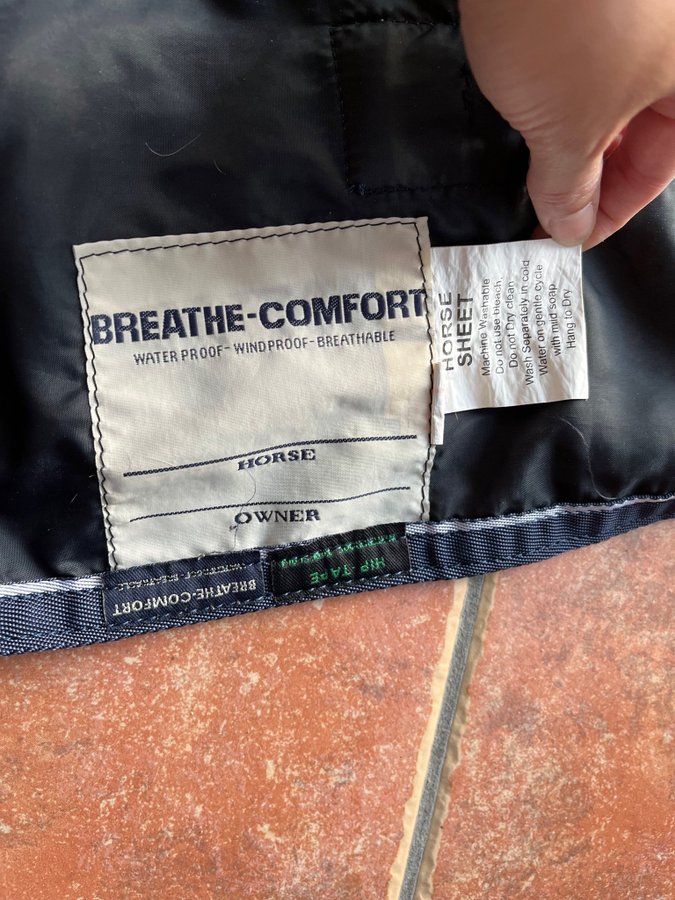 BREATHE-COMFORT
WATER PROOF-WINDPROOF-BREATHABLE
HORSE
OWNER
HORSE
SHEET
Machine Washable
Do not use bleach,
Do not Dry clean
Wash Separately in cold
Water on gentle cycle
with mild soap
Hang to Dry
BREATHE-COMFORT
HIP TAPE